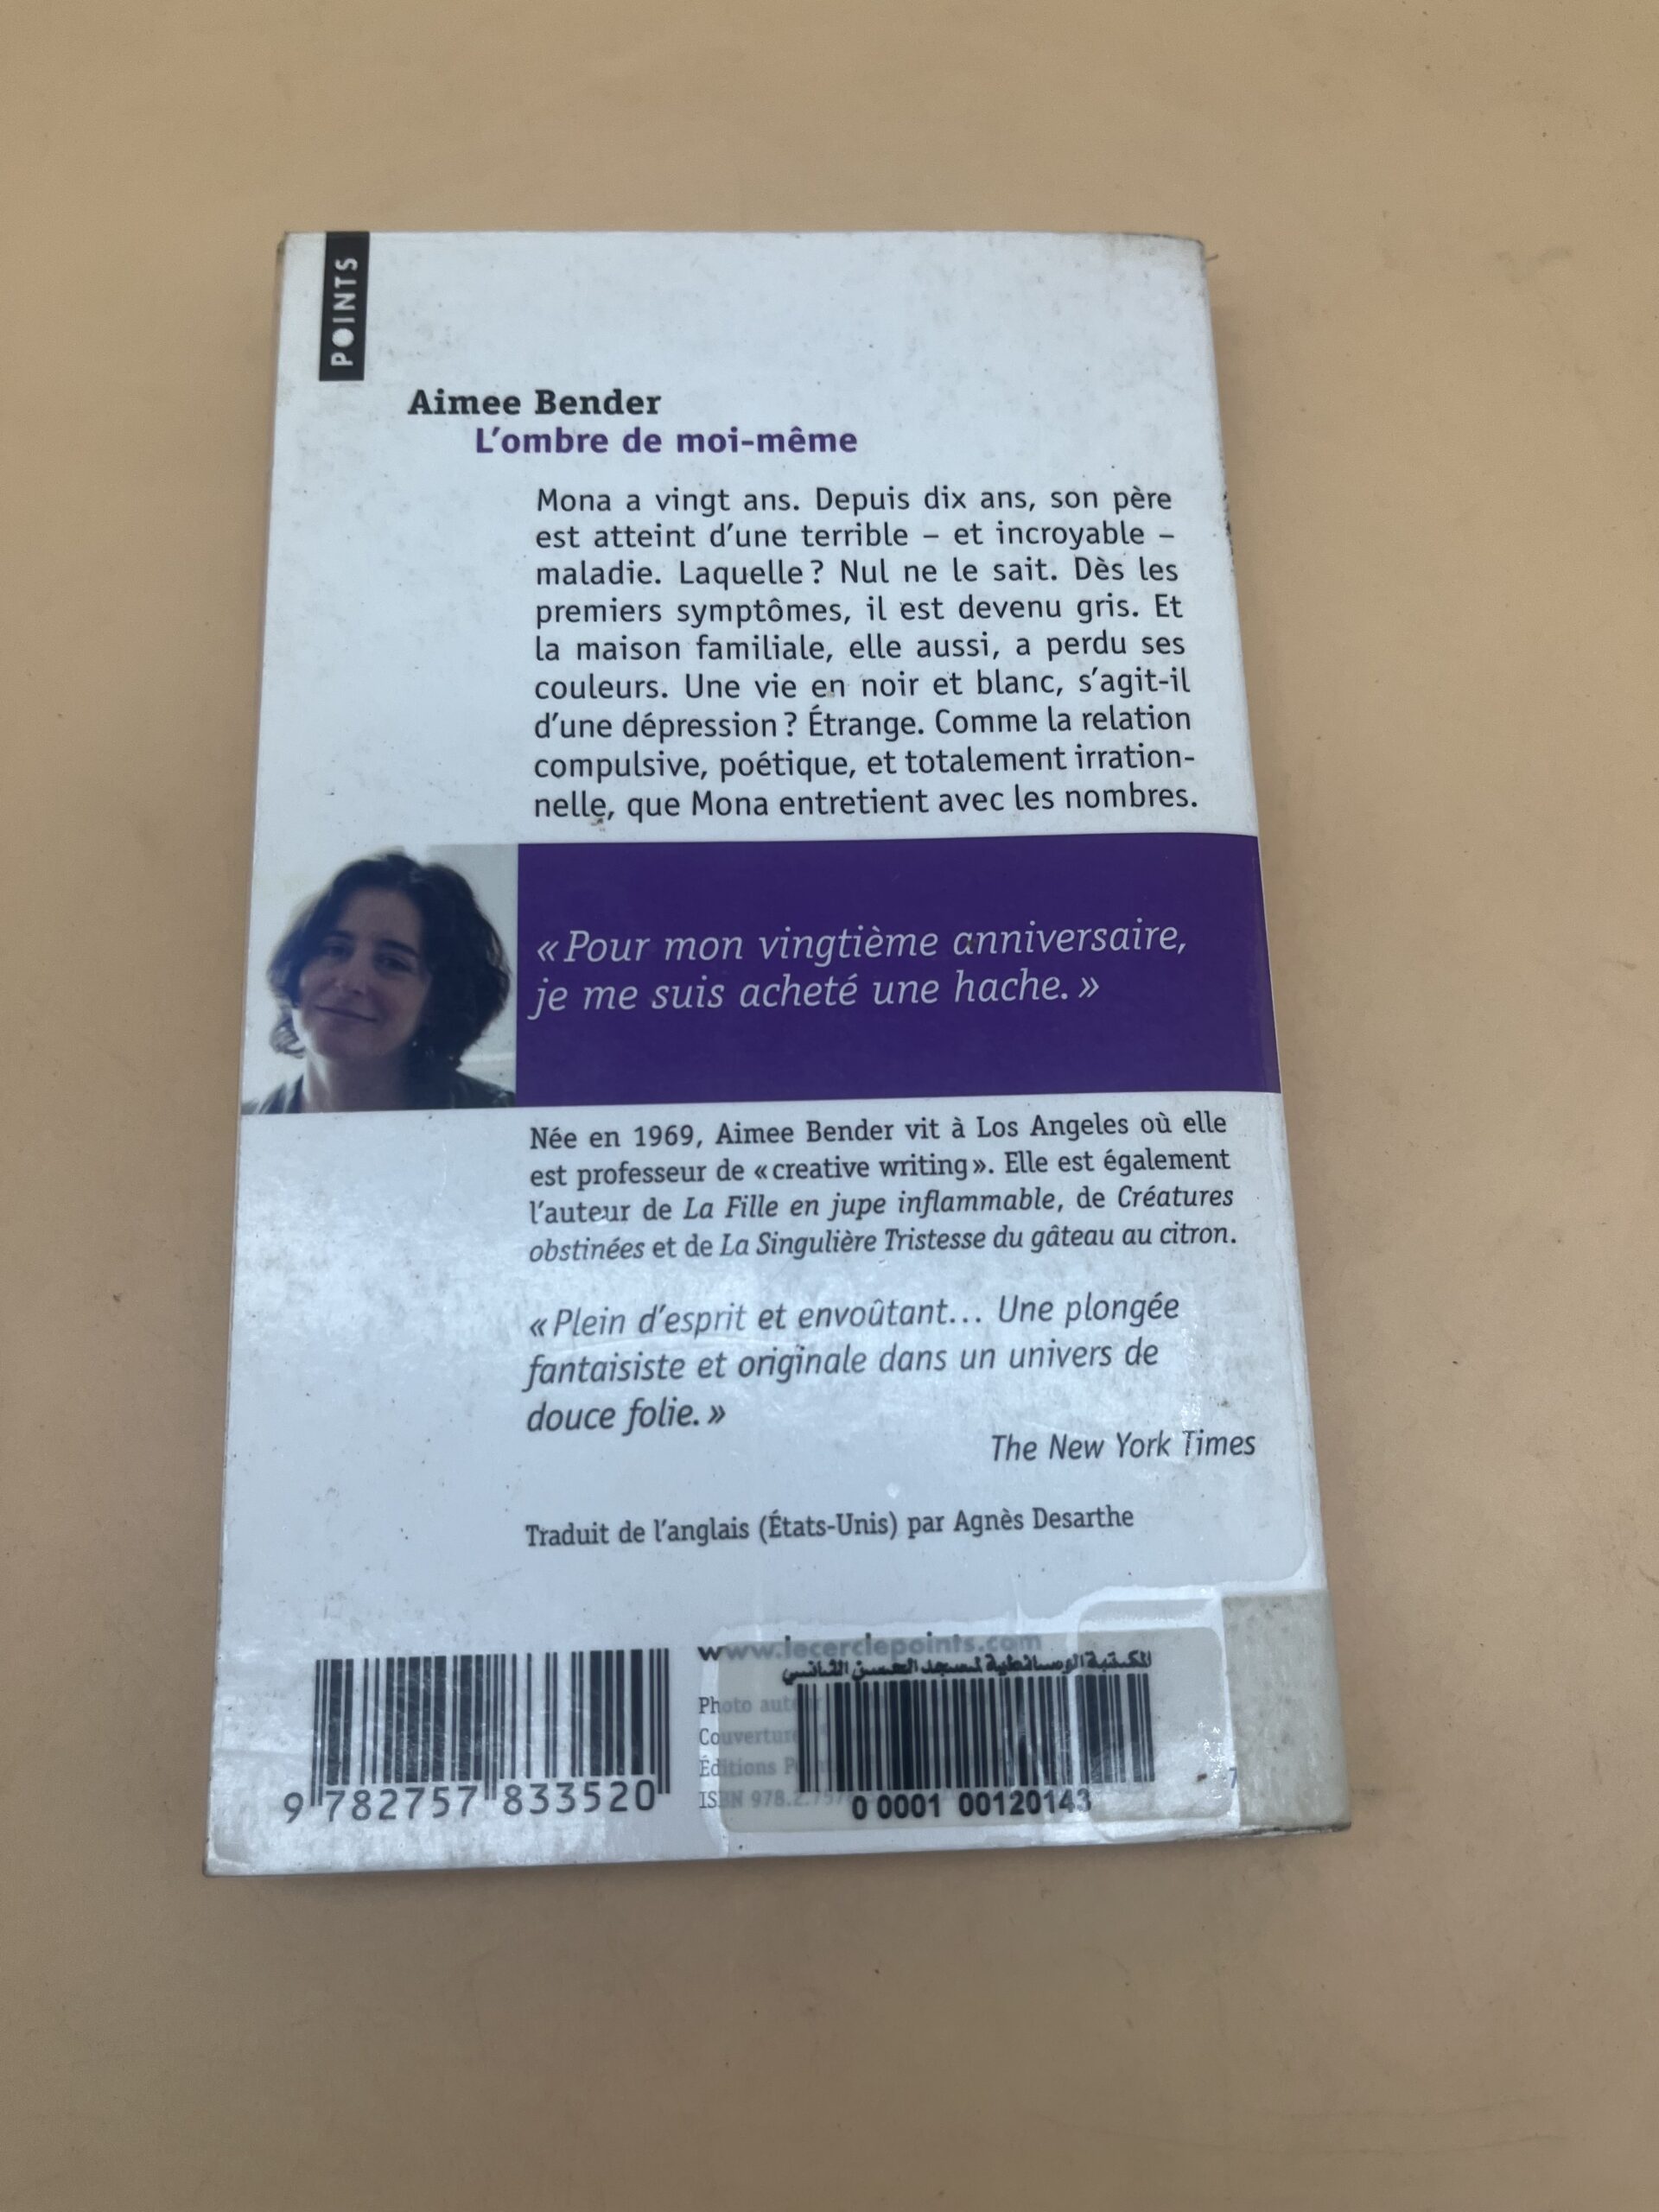 POINTS
Aimee Bender
L'ombre de moi-même
Mona a vingt ans. Depuis dix ans, son père
est atteint d'une terrible – et incroyable –
maladie. Laquelle ? Nul ne le sait. Dès les
premiers symptômes, il est devenu gris. Et
la maison familiale, elle aussi, a perdu ses
couleurs. Une vie en noir et blanc, s'agit-il
d'une dépression ? Étrange. Comme la relation
compulsive, poétique, et totalement irration-
nelle, que Mona entretient avec les nombres.
« Pour mon vingtième anniversaire,
je me suis acheté une hache. »
Née en 1969, Aimee Bender vit à Los Angeles où elle
est professeur de « creative writing ». Elle est également
l'auteur de La Fille en jupe inflammable, de Créatures
obstinées et de La Singulière Tristesse du gâteau au citron.
« Plein d'esprit et envoûtant... Une plongée
fantaisiste et originale dans un univers de
douce folie. »
The New York Times
Traduit de l'anglais (États-Unis) par Agnès Desarthe
www.lecerclepoints.com
المكتبة الوسائطية لمسجد الحسن الثاني
Photo
Couverture
Éditions
ISBN 978.2.757
9 782757 833520
0 0001 00120143
7